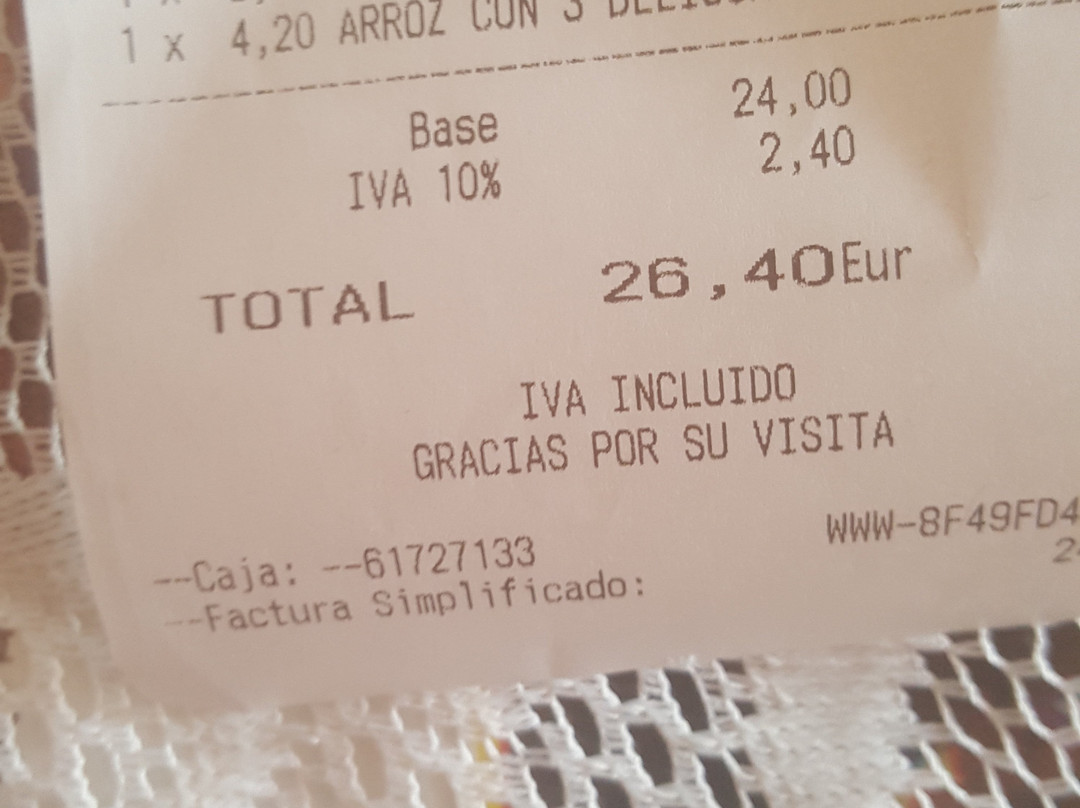 1 x 4,20 ARROZ CON 3
Base 24,00
IVA 10% 2,40
TOTAL 26,40Eur
IVA INCLUIDO
GRACIAS POR SU VISITA
WWW-8F49FD4
--Caja: --61727133
--Factura Simplificado: